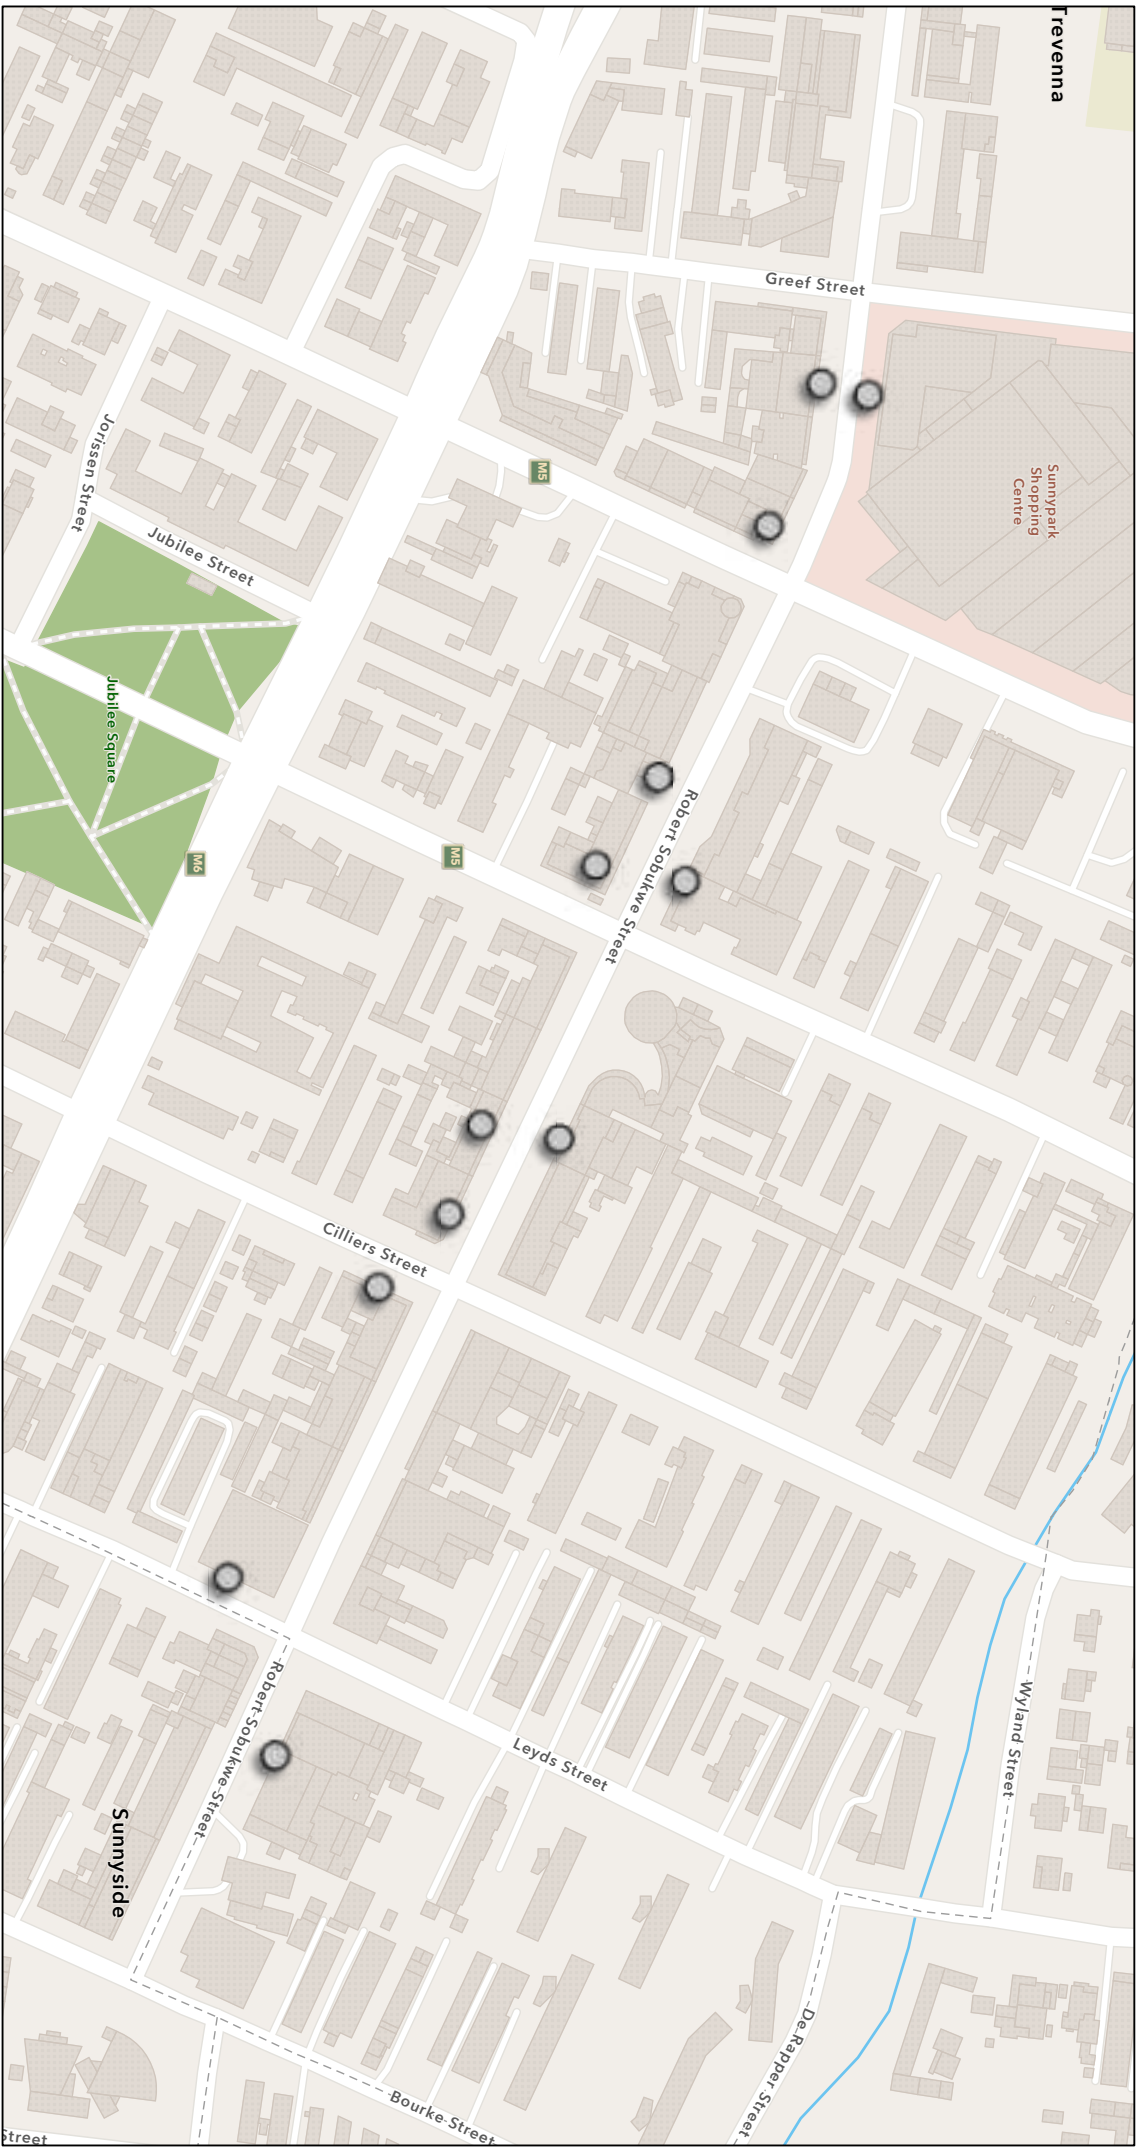 Trevenna
Greef Street
Sunnypark
Shopping
Centre
M5
Jorissen Street
Jubilee Street
Jubilee Square
Robert Sobukwe Street
M5
M6
Cilliers Street
Robert Sobukwe Street
Leyds Street
Wyland Street
Sunnyside
De Rapper Street
Bourke Street
Street